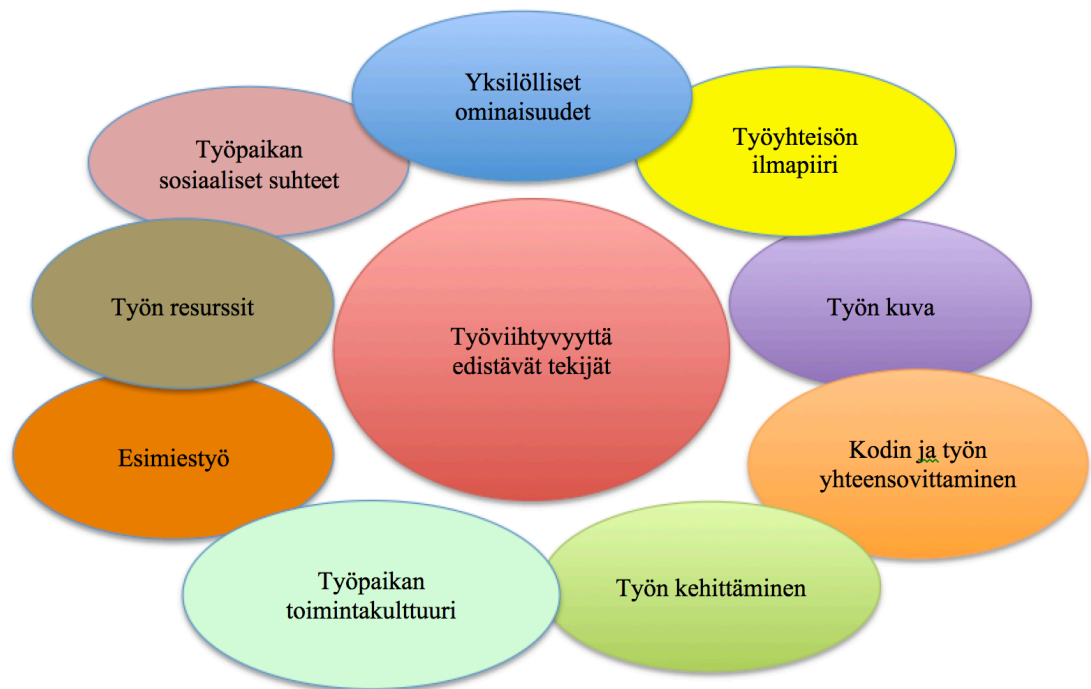 Yksilölliset
ominaisuudet
Työyhteisön
ilmapiiri
Työn kuva
Kodin ja työn
yhteensovittaminen
Työn kehittäminen
Työpaikan
toimintakulttuuri
Esimiestyö
Työn resurssit
Työpaikan
sosiaaliset suhteet
Työviihtyvyyttä
edistävät tekijät